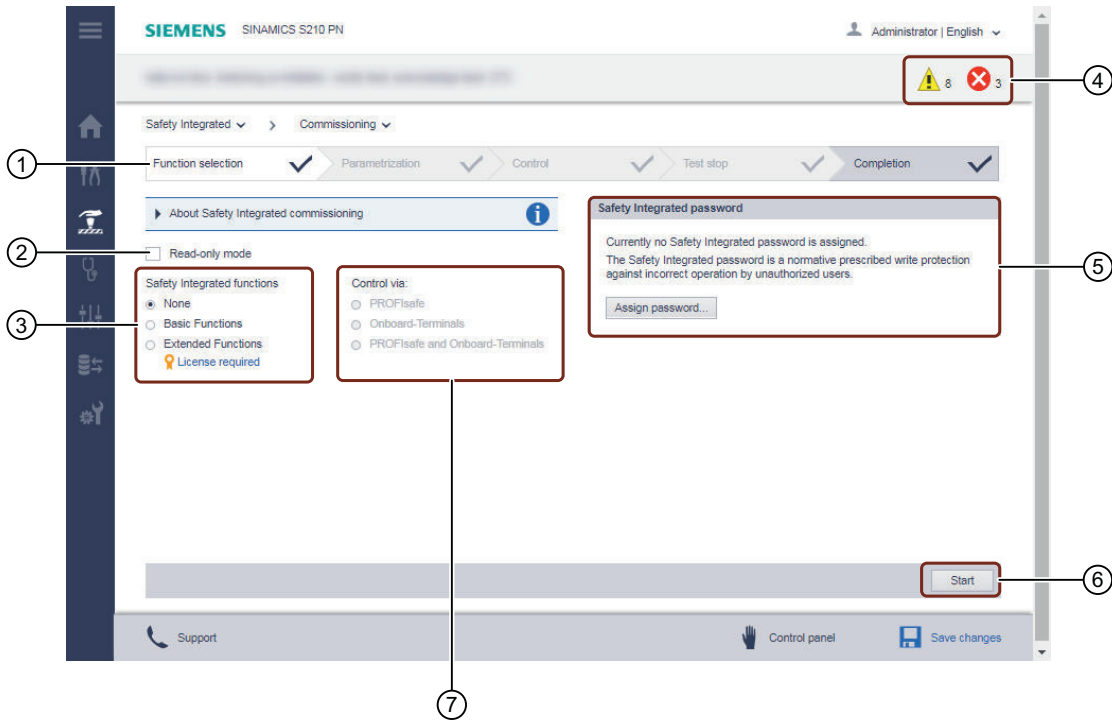 SIEMENS SINAMICS S210 PN
Administrator | English
8 3
4
Safety Integrated > Commissioning
1
Function selection Parametrization Control Test stop Completion
About Safety Integrated commissioning i
2
Read-only mode
Safety Integrated functions
None
Basic Functions
Extended Functions
License required
3
Control via:
PROFIsafe
Onboard-Terminals
PROFIsafe and Onboard-Terminals
Safety Integrated password
Currently no Safety Integrated password is assigned.
The Safety Integrated password is a normative prescribed write protection
against incorrect operation by unauthorized users.
Assign password...
5
Start
6
Support Control panel Save changes
7